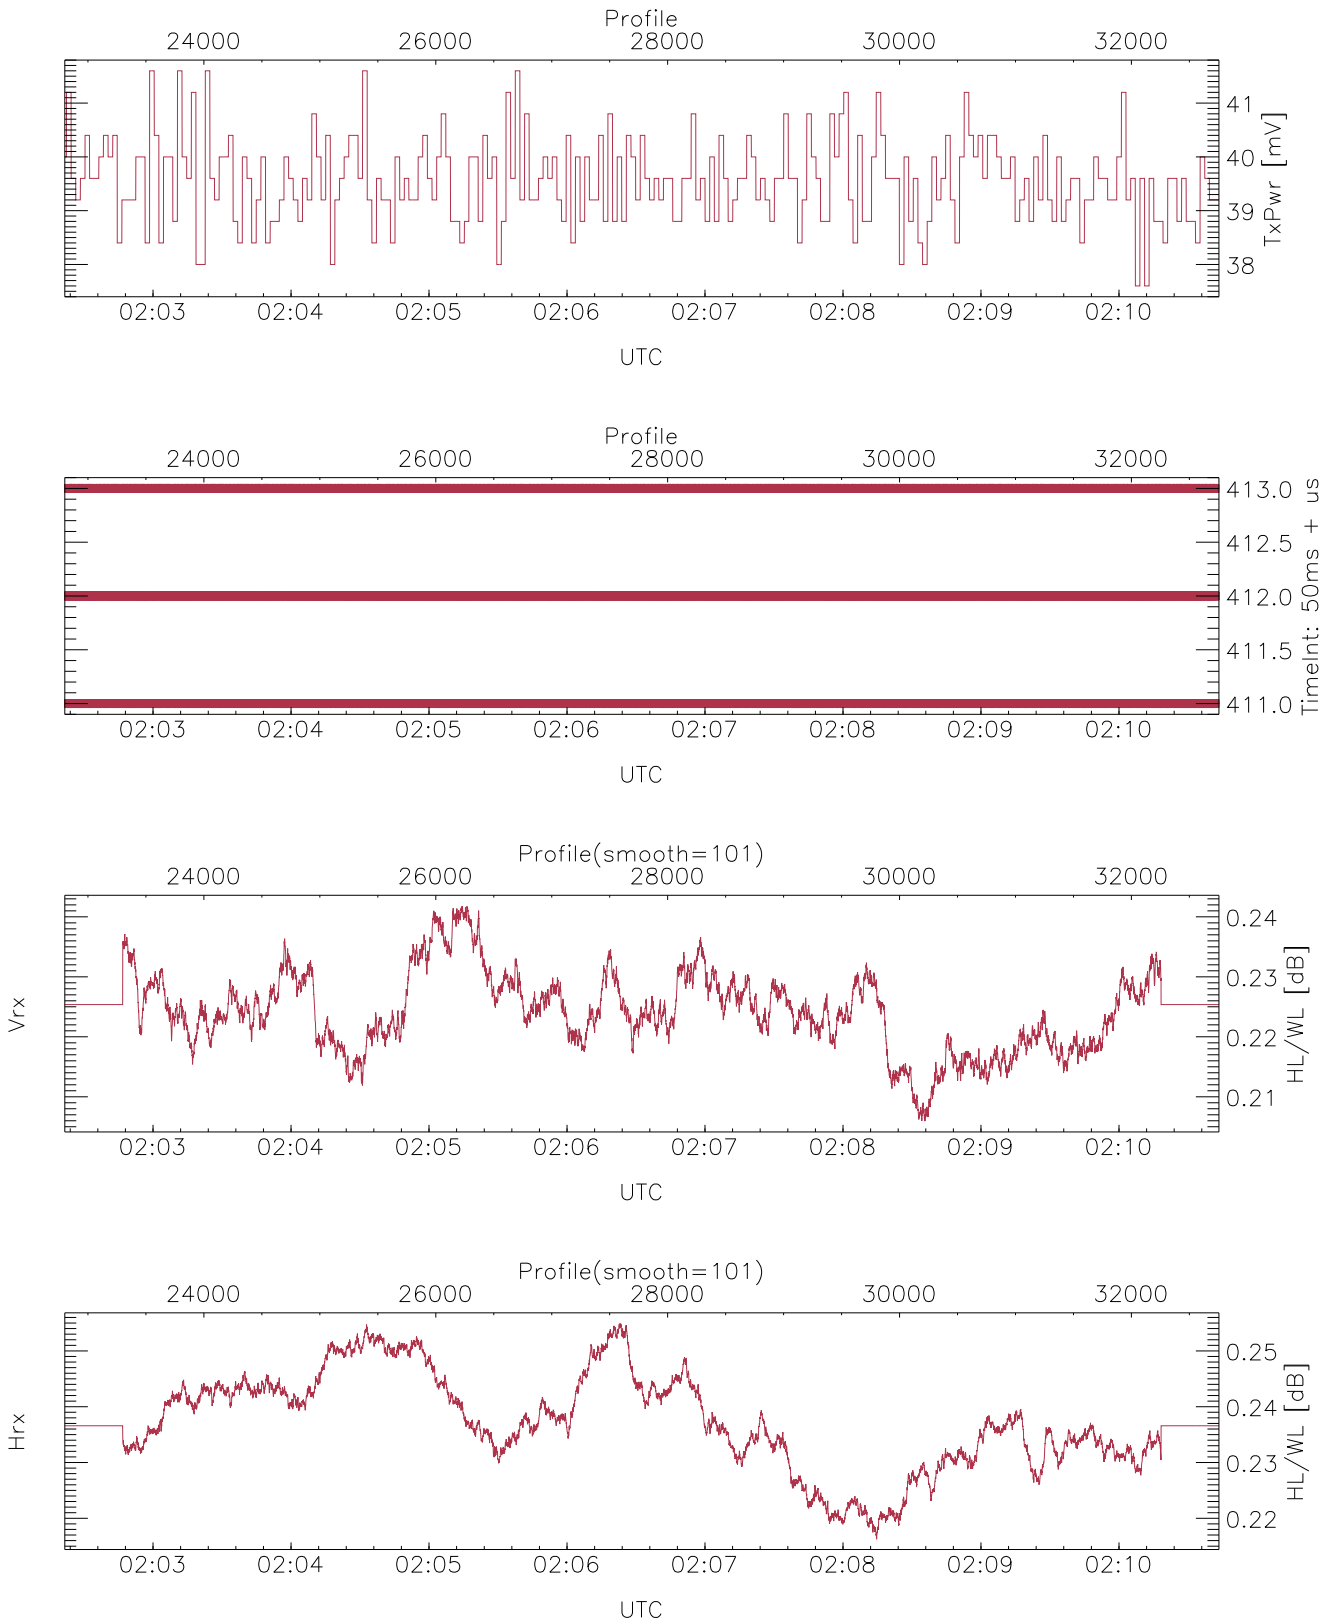 Profile
24000 26000 28000 30000 32000
41
40
39
38
TxPwr [mV]
02:03 02:04 02:05 02:06 02:07 02:08 02:09 02:10
UTC
Profile
24000 26000 28000 30000 32000
413.0
412.5
412.0
411.5
411.0
TimeInt: 50ms + us
02:03 02:04 02:05 02:06 02:07 02:08 02:09 02:10
UTC
Profile(smooth=101)
24000 26000 28000 30000 32000
Vrx
0.24
0.23
0.22
0.21
HL/WL [dB]
02:03 02:04 02:05 02:06 02:07 02:08 02:09 02:10
UTC
Profile(smooth=101)
24000 26000 28000 30000 32000
Hrx
0.25
0.24
0.23
0.22
HL/WL [dB]
02:03 02:04 02:05 02:06 02:07 02:08 02:09 02:10
UTC